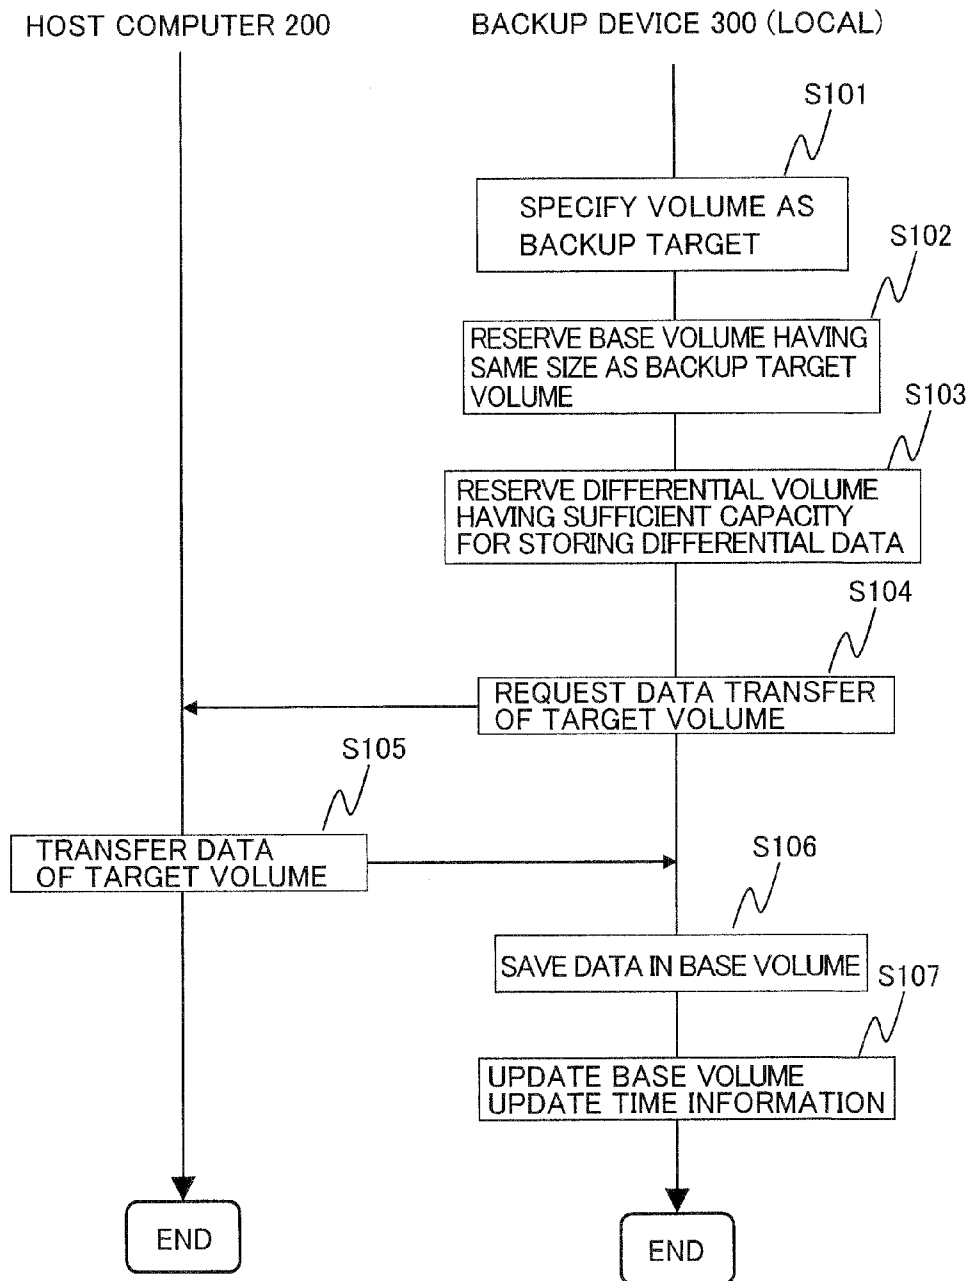 HOST COMPUTER 200
BACKUP DEVICE 300 (LOCAL)
S101
SPECIFY VOLUME AS
BACKUP TARGET
S102
RESERVE BASE VOLUME HAVING
SAME SIZE AS BACKUP TARGET
VOLUME
S103
RESERVE DIFFERENTIAL VOLUME
HAVING SUFFICIENT CAPACITY
FOR STORING DIFFERENTIAL DATA
S104
REQUEST DATA TRANSFER
OF TARGET VOLUME
S105
TRANSFER DATA
OF TARGET VOLUME
S106
SAVE DATA IN BASE VOLUME
S107
UPDATE BASE VOLUME
UPDATE TIME INFORMATION
END
END